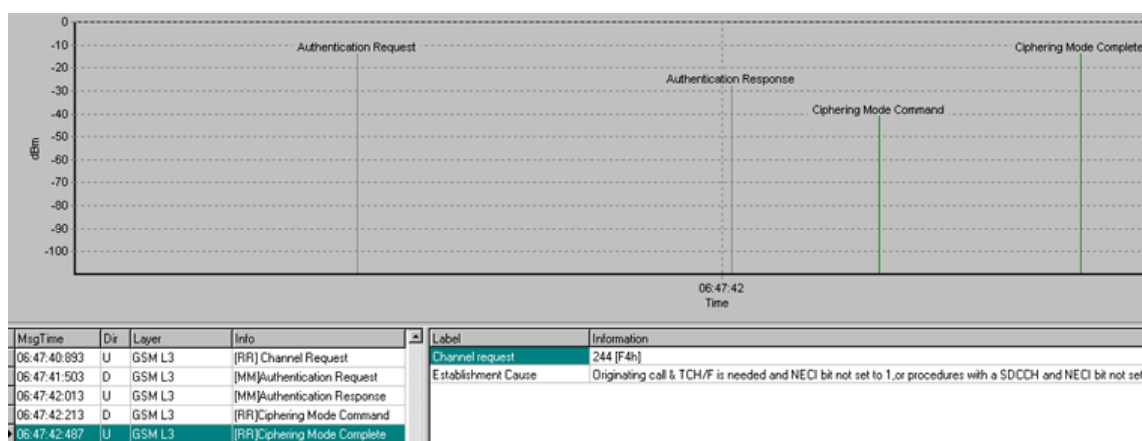 0
-10
Authentication Request
Ciphering Mode Complete
-20
Authentication Response
-30
-40
Ciphering Mode Command
-50
dBm
-60
-70
-80
-90
-100
06:47:42
Time
MsgTime Dir Layer Info
06:47:40:893 U GSM L3 [RR] Channel Request
06:47:41:503 D GSM L3 [MM]Authentication Request
06:47:42:013 U GSM L3 [MM]Authentication Response
06:47:42:213 D GSM L3 [RR]Ciphering Mode Command
06:47:42:487 U GSM L3 [RR]Ciphering Mode Complete
Label Information
Channel request 244 [F4h]
Establishment Cause Originating call & TCH/F is needed and NECI bit not set to 1,or procedures with a SDCCH and NECI bit not set